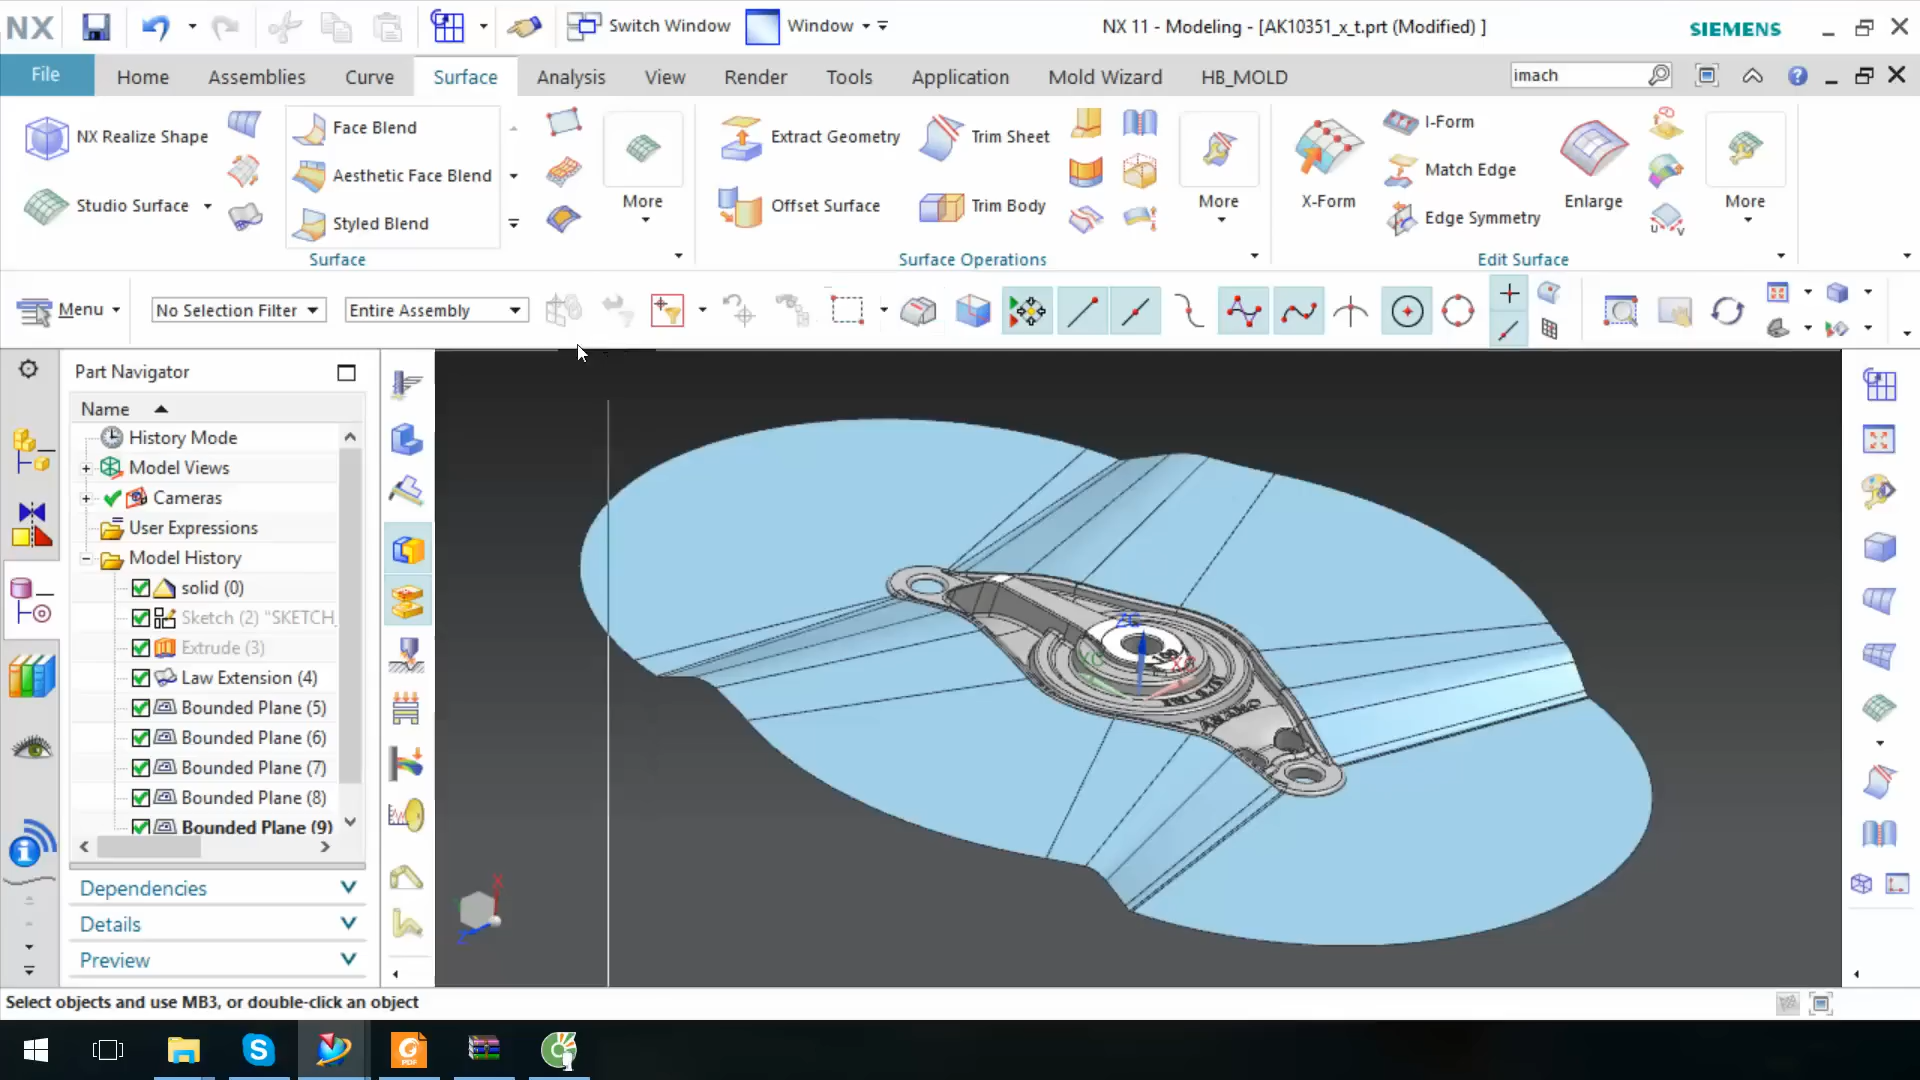 NX
Switch Window
Window
NX 11 - Modeling - [AK10351_x_t.prt (Modified) ]
SIEMENS
File
Home
Assemblies
Curve
Surface
Analysis
View
Render
Tools
Application
Mold Wizard
HB_MOLD
imach
NX Realize Shape
Studio Surface
Face Blend
Aesthetic Face Blend
Styled Blend
More
Surface
Extract Geometry
Offset Surface
Trim Sheet
Trim Body
More
Surface Operations
X-Form
I-Form
Match Edge
Edge Symmetry
Enlarge
More
Edit Surface
Menu
No Selection Filter
Entire Assembly
Part Navigator
Name
History Mode
Model Views
Cameras
User Expressions
Model History
solid (0)
Sketch (2) "SKETCH_
Extrude (3)
Law Extension (4)
Bounded Plane (5)
Bounded Plane (6)
Bounded Plane (7)
Bounded Plane (8)
Bounded Plane (9)
Dependencies
Details
Preview
ZC
XC
YC
X
Z
Select objects and use MB3, or double-click an object